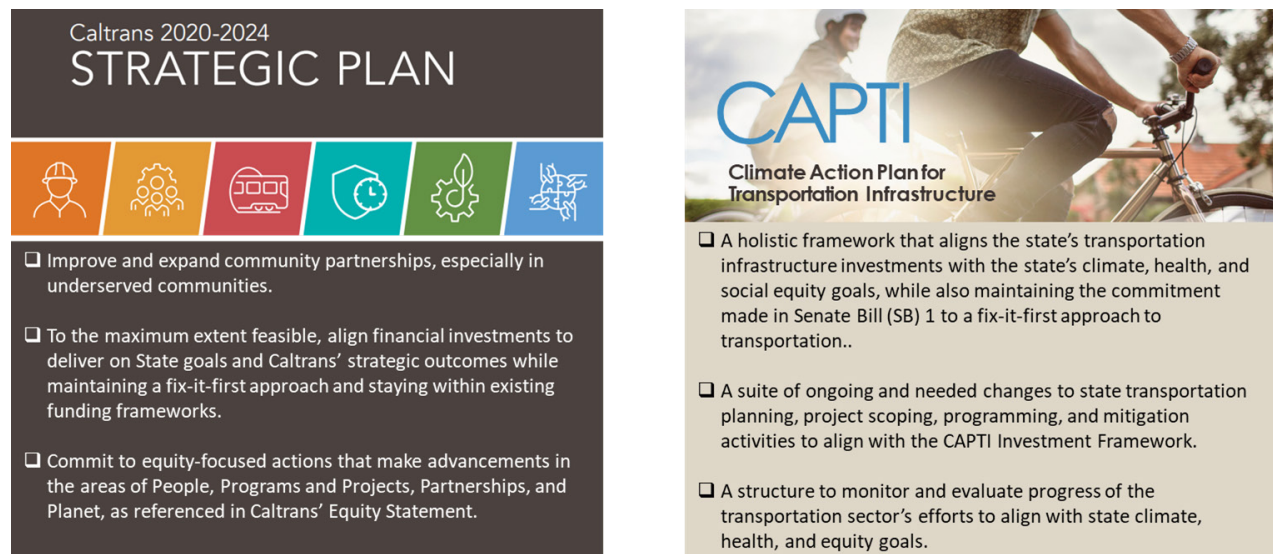 Caltrans 2020-2024
STRATEGIC PLAN
❑ Improve and expand community partnerships, especially in
underserved communities.
❑ To the maximum extent feasible, align financial investments to
deliver on State goals and Caltrans’ strategic outcomes while
maintaining a fix-it-first approach and staying within existing
funding frameworks.
❑ Commit to equity-focused actions that make advancements in
the areas of People, Programs and Projects, Partnerships, and
Planet, as referenced in Caltrans’ Equity Statement.
CAPTI
Climate Action Plan for
Transportation Infrastructure
❑ A holistic framework that aligns the state’s transportation
infrastructure investments with the state’s climate, health, and
social equity goals, while also maintaining the commitment
made in Senate Bill (SB) 1 to a fix-it-first approach to
transportation..
❑ A suite of ongoing and needed changes to state transportation
planning, project scoping, programming, and mitigation
activities to align with the CAPTI Investment Framework.
❑ A structure to monitor and evaluate progress of the
transportation sector’s efforts to align with state climate,
health, and equity goals.